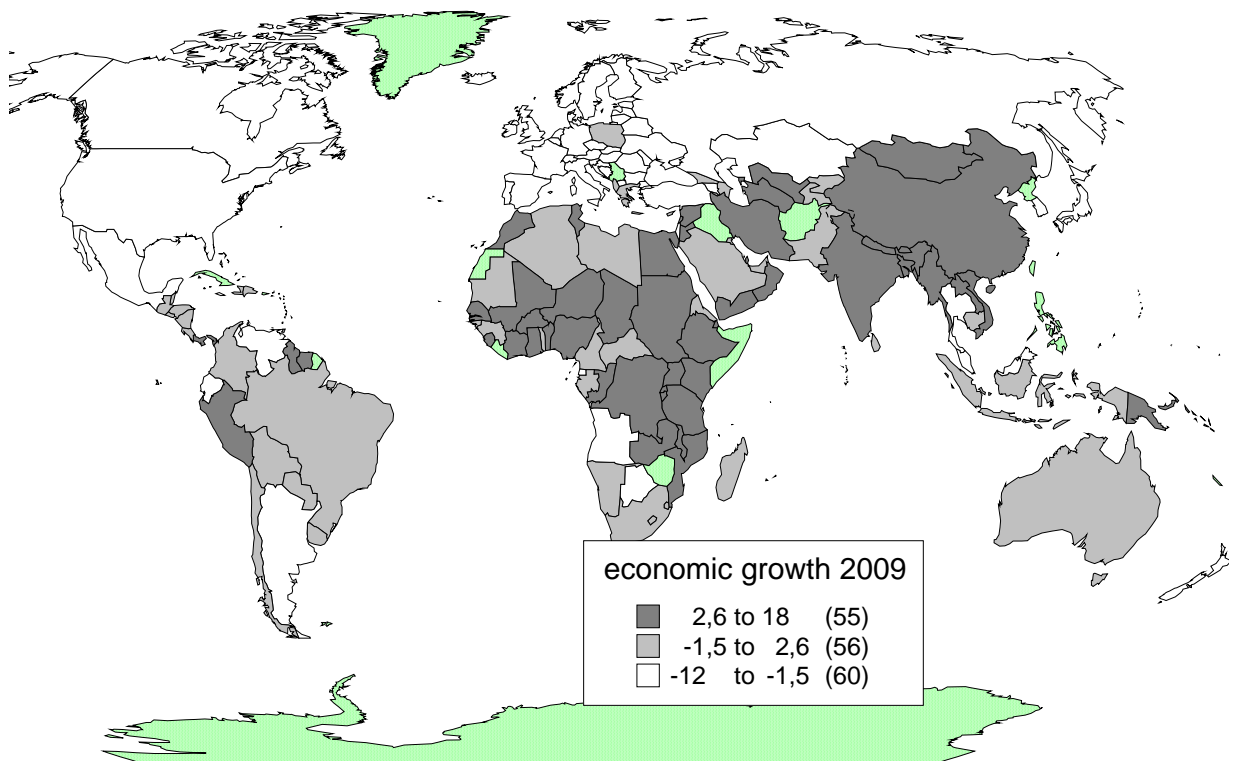 economic growth 2009
2,6 to 18 (55)
-1,5 to 2,6 (56)
-12 to -1,5 (60)